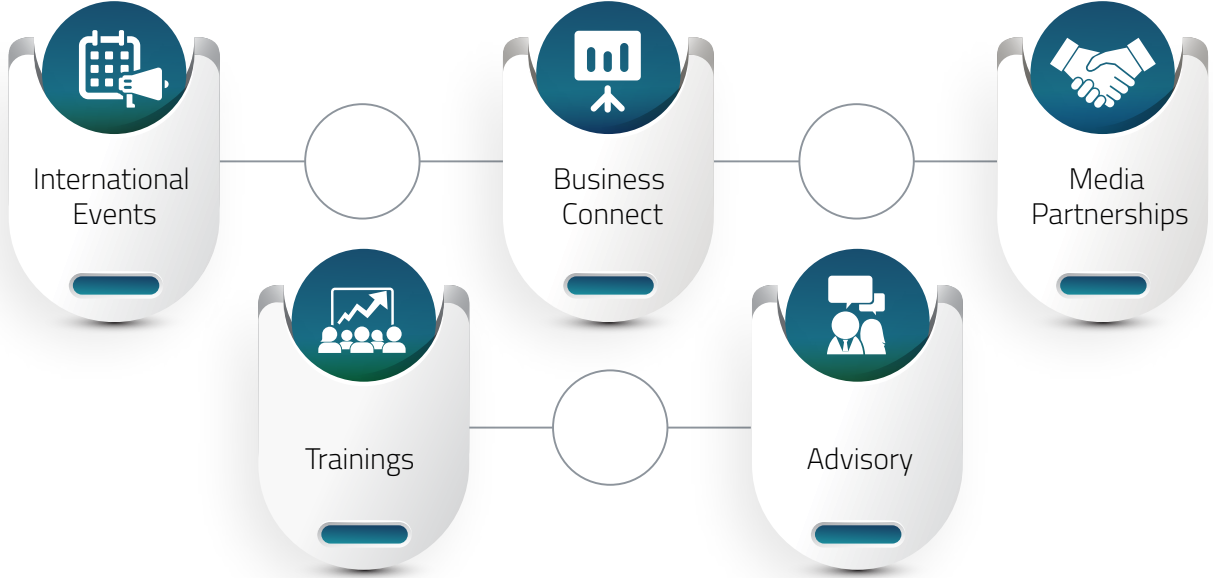 International
Events
Business
Connect
Media
Partnerships
Trainings
Advisory